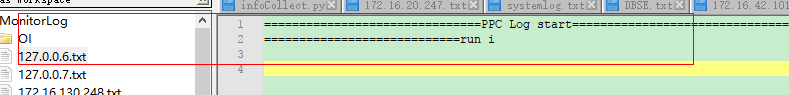 as workspace
MonitorLog
OI
127.0.0.6.txt
127.0.0.7.txt
172.16.130.248.txt
infoCollect.py
172.16.20.247.txt
systemlog.txt
DBSE.txt
172.16.42.101
1 ===============================PPC Log start============================
2 ============================run i
3
4